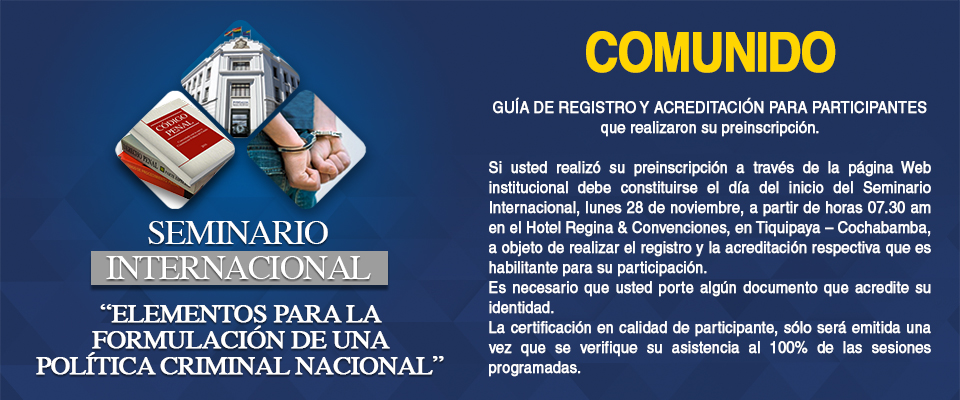 CÓDIGO
PENAL
SEMINARIO
INTERNACIONAL
“ELEMENTOS PARA LA
FORMULACIÓN DE UNA
POLÍTICA CRIMINAL NACIONAL”
COMUNIDO
GUÍA DE REGISTRO Y ACREDITACIÓN PARA PARTICIPANTES
que realizaron su preinscripción.
Si usted realizó su preinscripción a través de la página Web
institucional debe constituirse el día del inicio del Seminario
Internacional, lunes 28 de noviembre, a partir de horas 07.30 am
en el Hotel Regina & Convenciones, en Tiquipaya – Cochabamba,
a objeto de realizar el registro y la acreditación respectiva que es
habilitante para su participación.
Es necesario que usted porte algún documento que acredite su
identidad.
La certificación en calidad de participante, sólo será emitida una
vez que se verifique su asistencia al 100% de las sesiones
programadas.